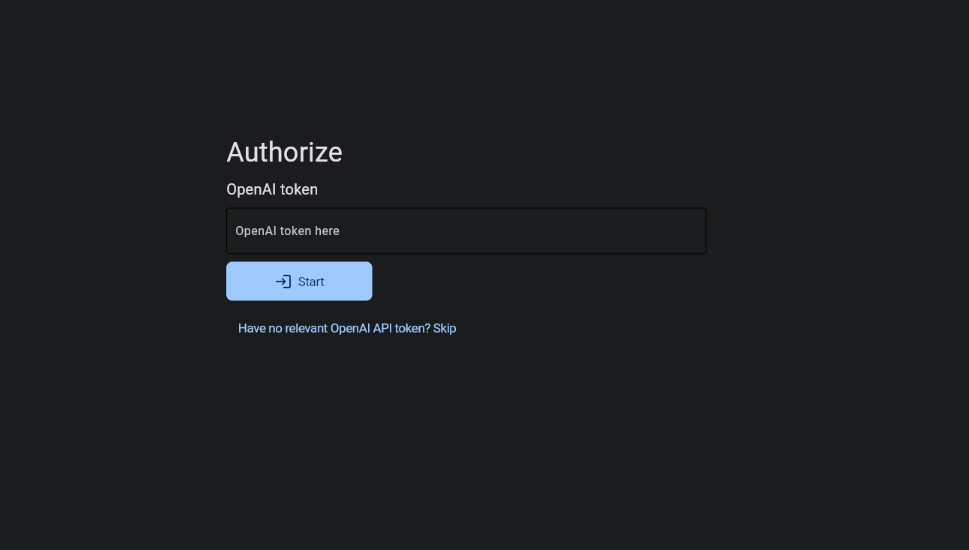 Authorize
OpenAI token
OpenAI token here
Start
Have no relevant OpenAI API token? Skip